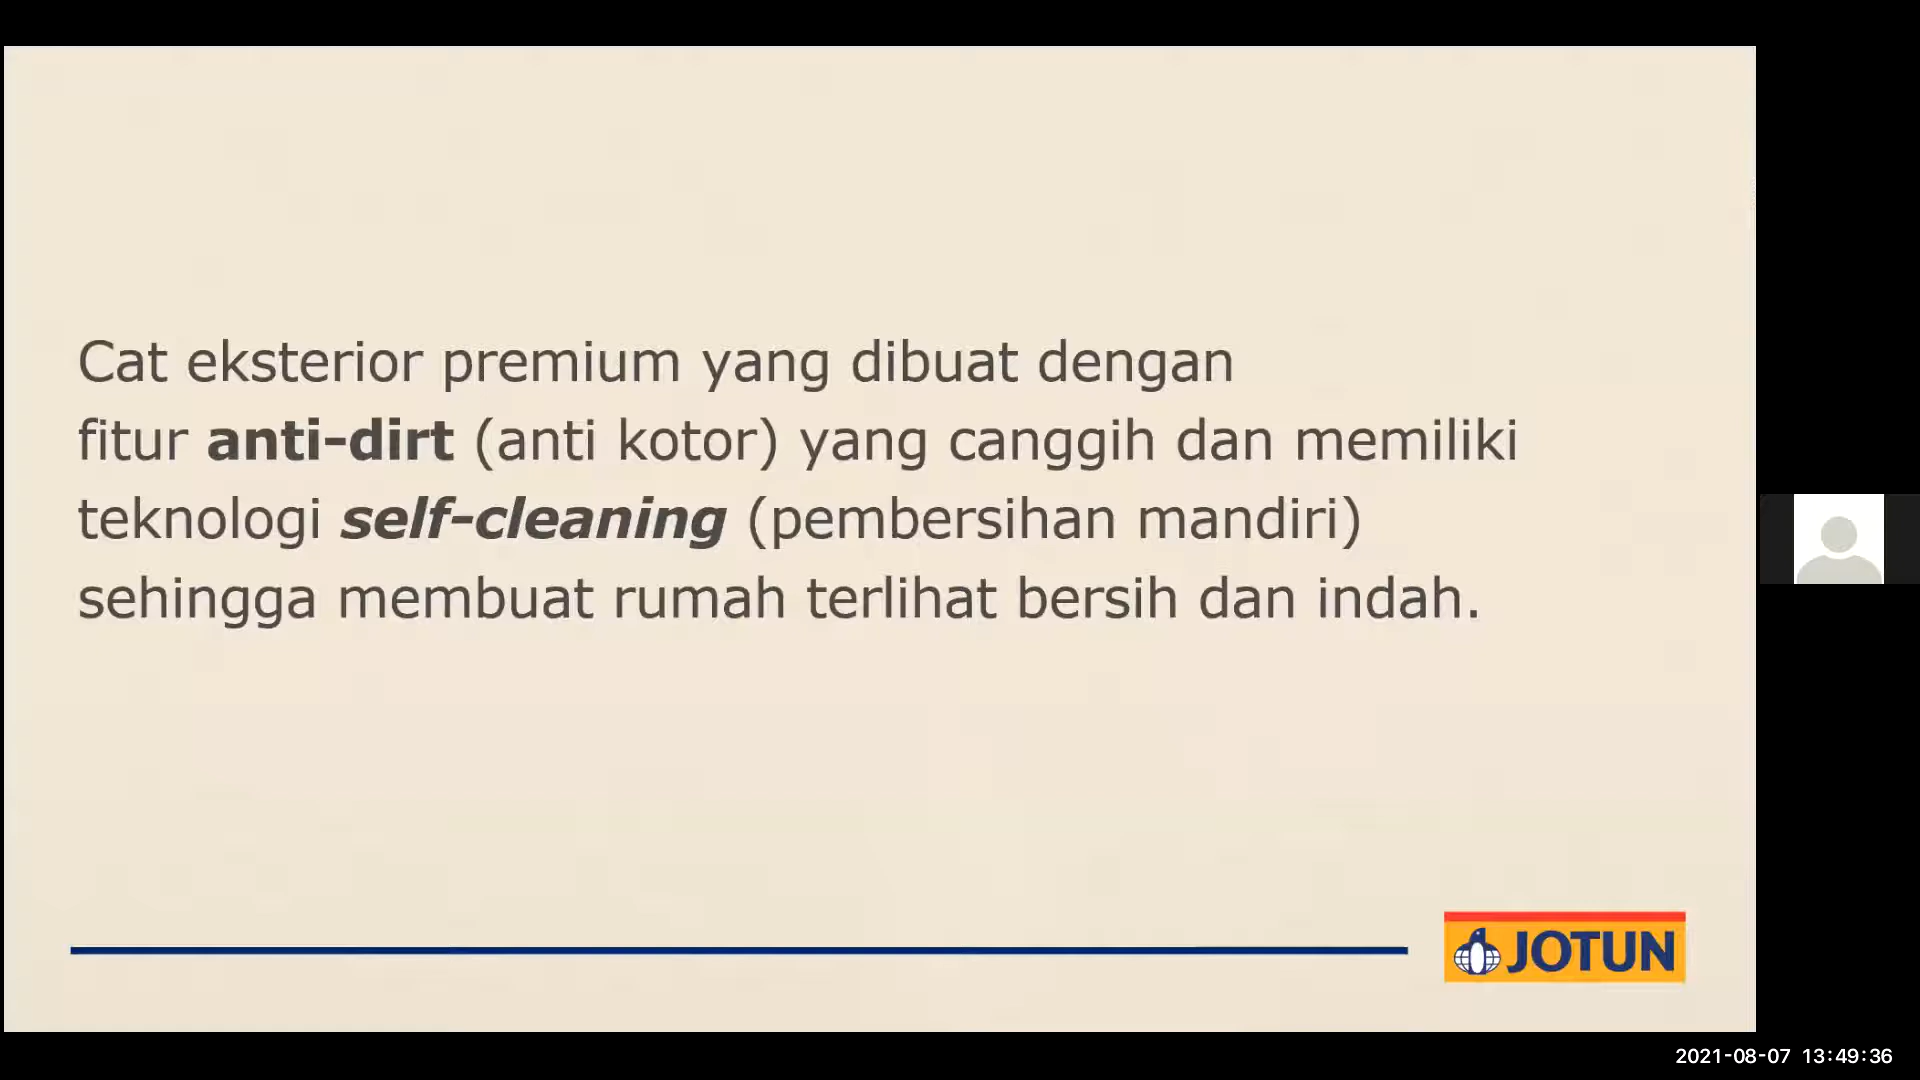 Cat eksterior premium yang dibuat dengan
fitur anti-dirt (anti kotor) yang canggih dan memiliki
teknologi self-cleaning (pembersihan mandiri)
sehingga membuat rumah terlihat bersih dan indah.
JOTUN
2021-08-07 13:49:36